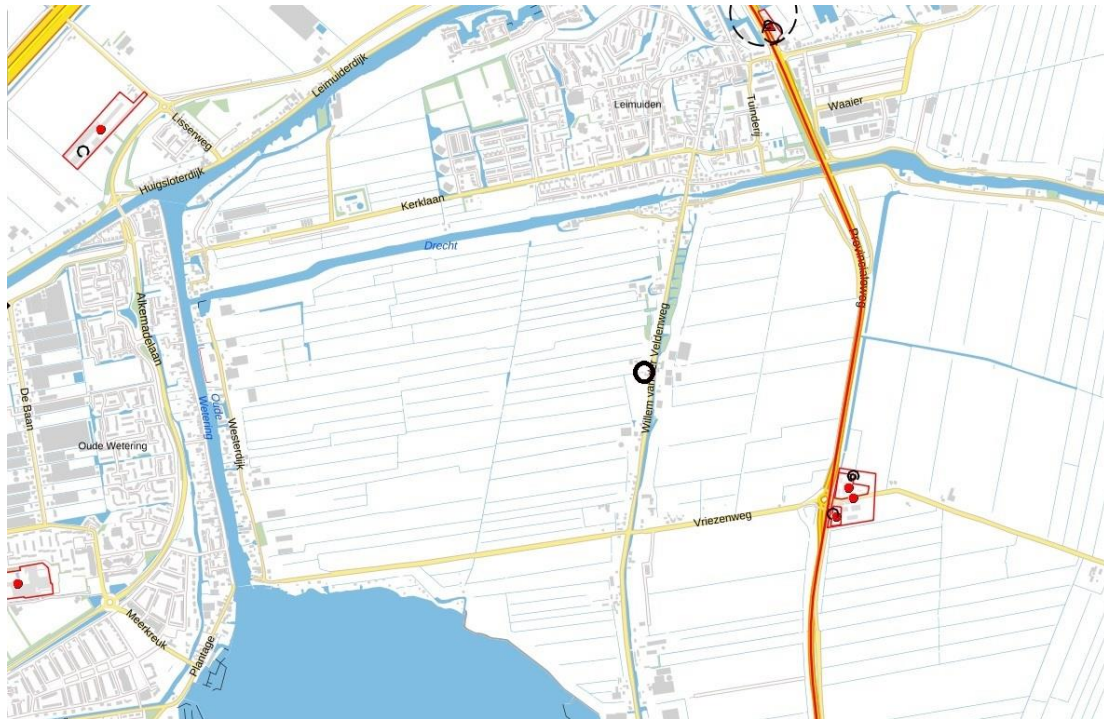 Leimuiderdijk
Leimuiden
Tuinderij
Waaier
Lisserweg
Huigsloterdijk
Kerklaan
Drecht
Provincialeweg
Alkemadelaan
Willem van der Veldenweg
De Baan
Oude
Wetering
Westerdijk
Oude Wetering
Vriezenweg
Meerkreuk
Plantage